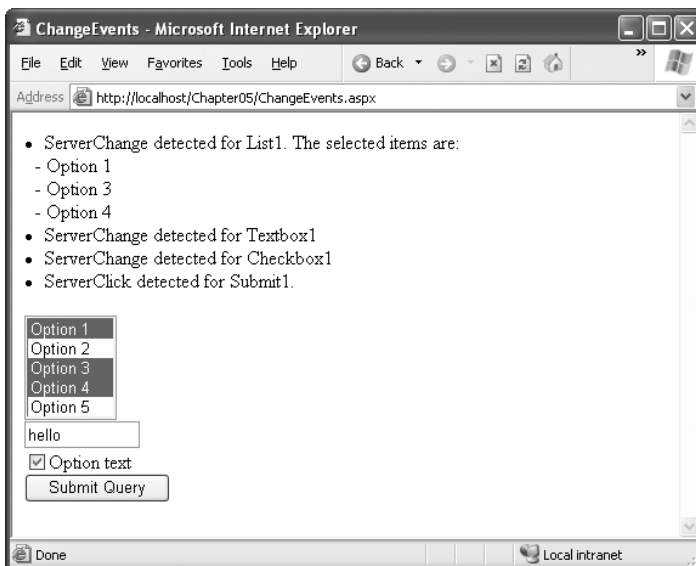 ChangeEvents - Microsoft Internet Explorer
File Edit View Favorites Tools Help Back »
Address http://localhost/Chapter05/ChangeEvents.aspx
• ServerChange detected for List1. The selected items are:
- Option 1
- Option 3
- Option 4
• ServerChange detected for Textbox1
• ServerChange detected for Checkbox1
• ServerClick detected for Submit1.
Option 1
Option 2
Option 3
Option 4
Option 5
hello
Option text
Submit Query
Done Local intranet